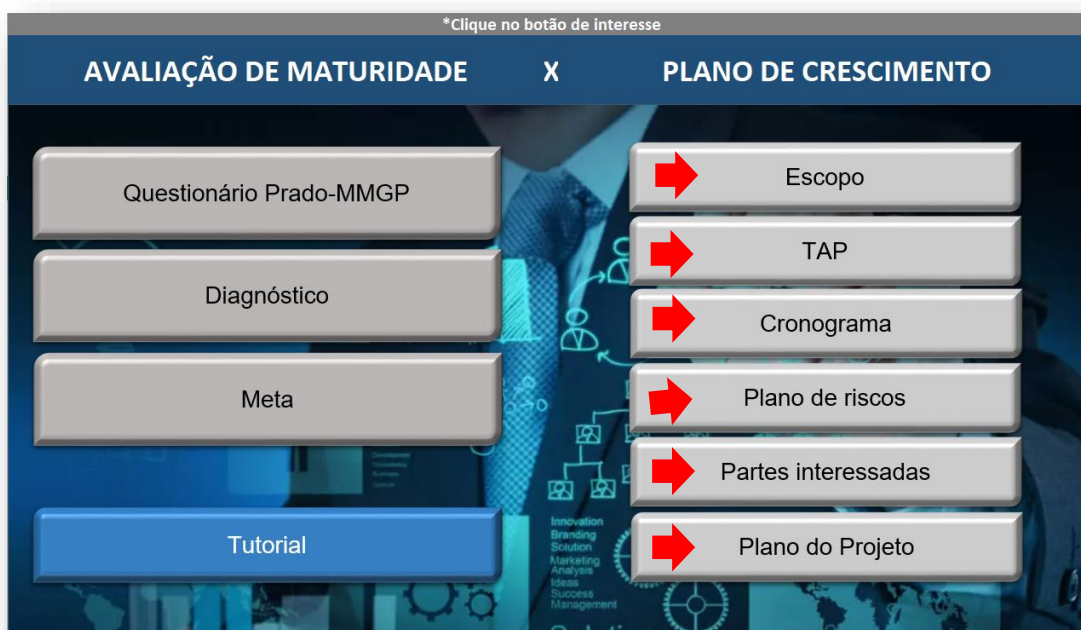 *Clique no botão de interesse
AVALIAÇÃO DE MATURIDADE X PLANO DE CRESCIMENTO
Questionário Prado-MMGP
Diagnóstico
Meta
Tutorial
Escopo
TAP
Cronograma
Plano de riscos
Partes interessadas
Plano do Projeto
Innovation
Branding
Solution
Marketing
Analysis
Ideas
Success
Management